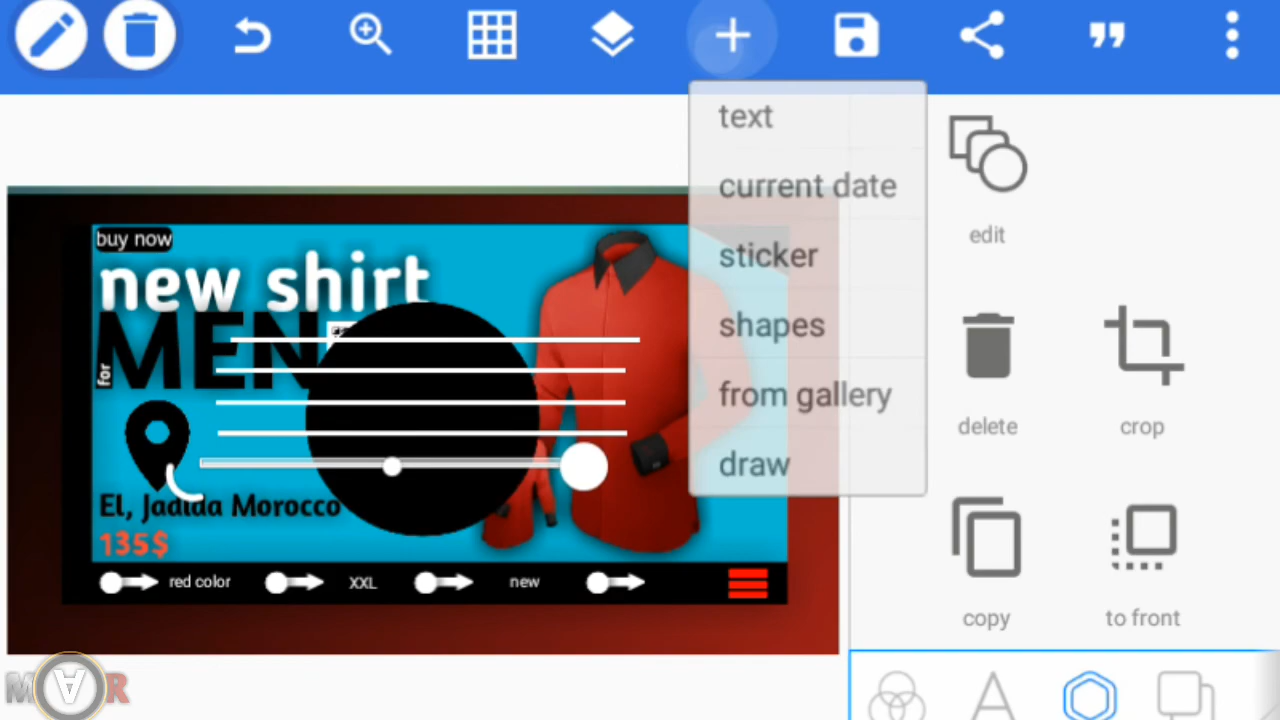 text
current date
sticker
shapes
from gallery
draw
edit
delete
crop
copy
to front
buy now
new shirt
for
MEN
El, Jadida Morocco
135$
red color
XXL
new
MAR